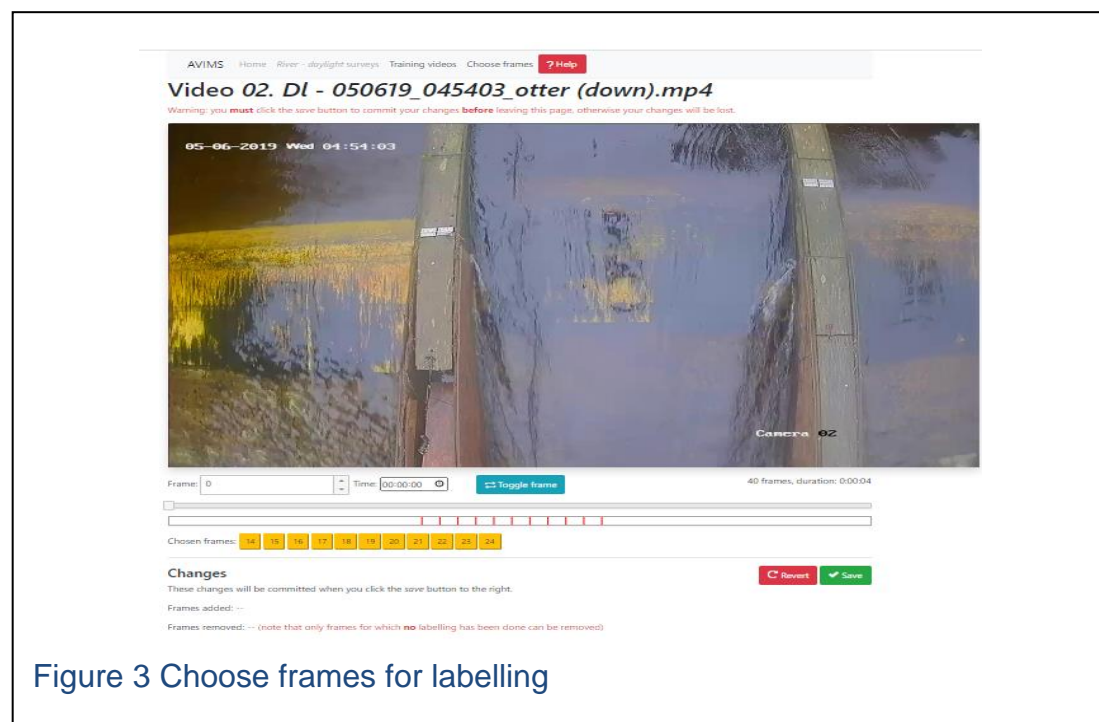 AVIMS Home River - daylight surveys Training videos Choose frames ? Help
Video 02. Dl - 050619_045403_otter (down).mp4
Warning: you must click the save button to commit your changes before leaving this page, otherwise your changes will be lost.
05-06-2019 Wed 04:54:03
Camera 02
Frame: 0 Time: 00:00:00 Toggle frame 40 frames, duration: 0:00:04
Chosen frames: 14 15 16 17 18 19 20 21 22 23 24
Changes Revert Save
These changes will be committed when you click the save button to the right.
Frames added: --
Frames removed: -- (note that only frames for which no labelling has been done can be removed)
Figure 3 Choose frames for labelling